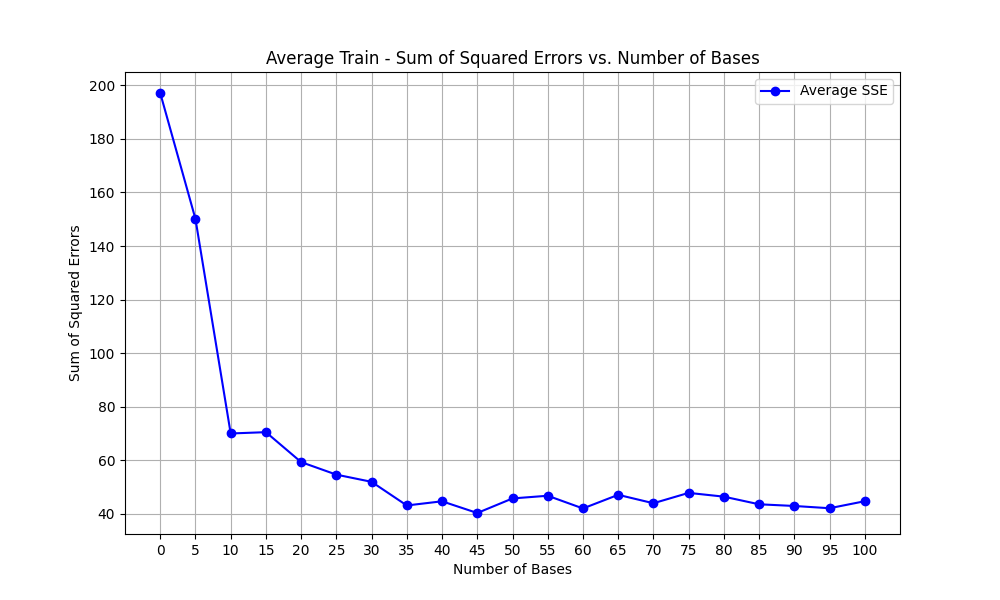 Average Train - Sum of Squared Errors vs. Number of Bases
Average SSE
Sum of Squared Errors
200
180
160
140
120
100
80
60
40
0 5 10 15 20 25 30 35 40 45 50 55 60 65 70 75 80 85 90 95 100
Number of Bases